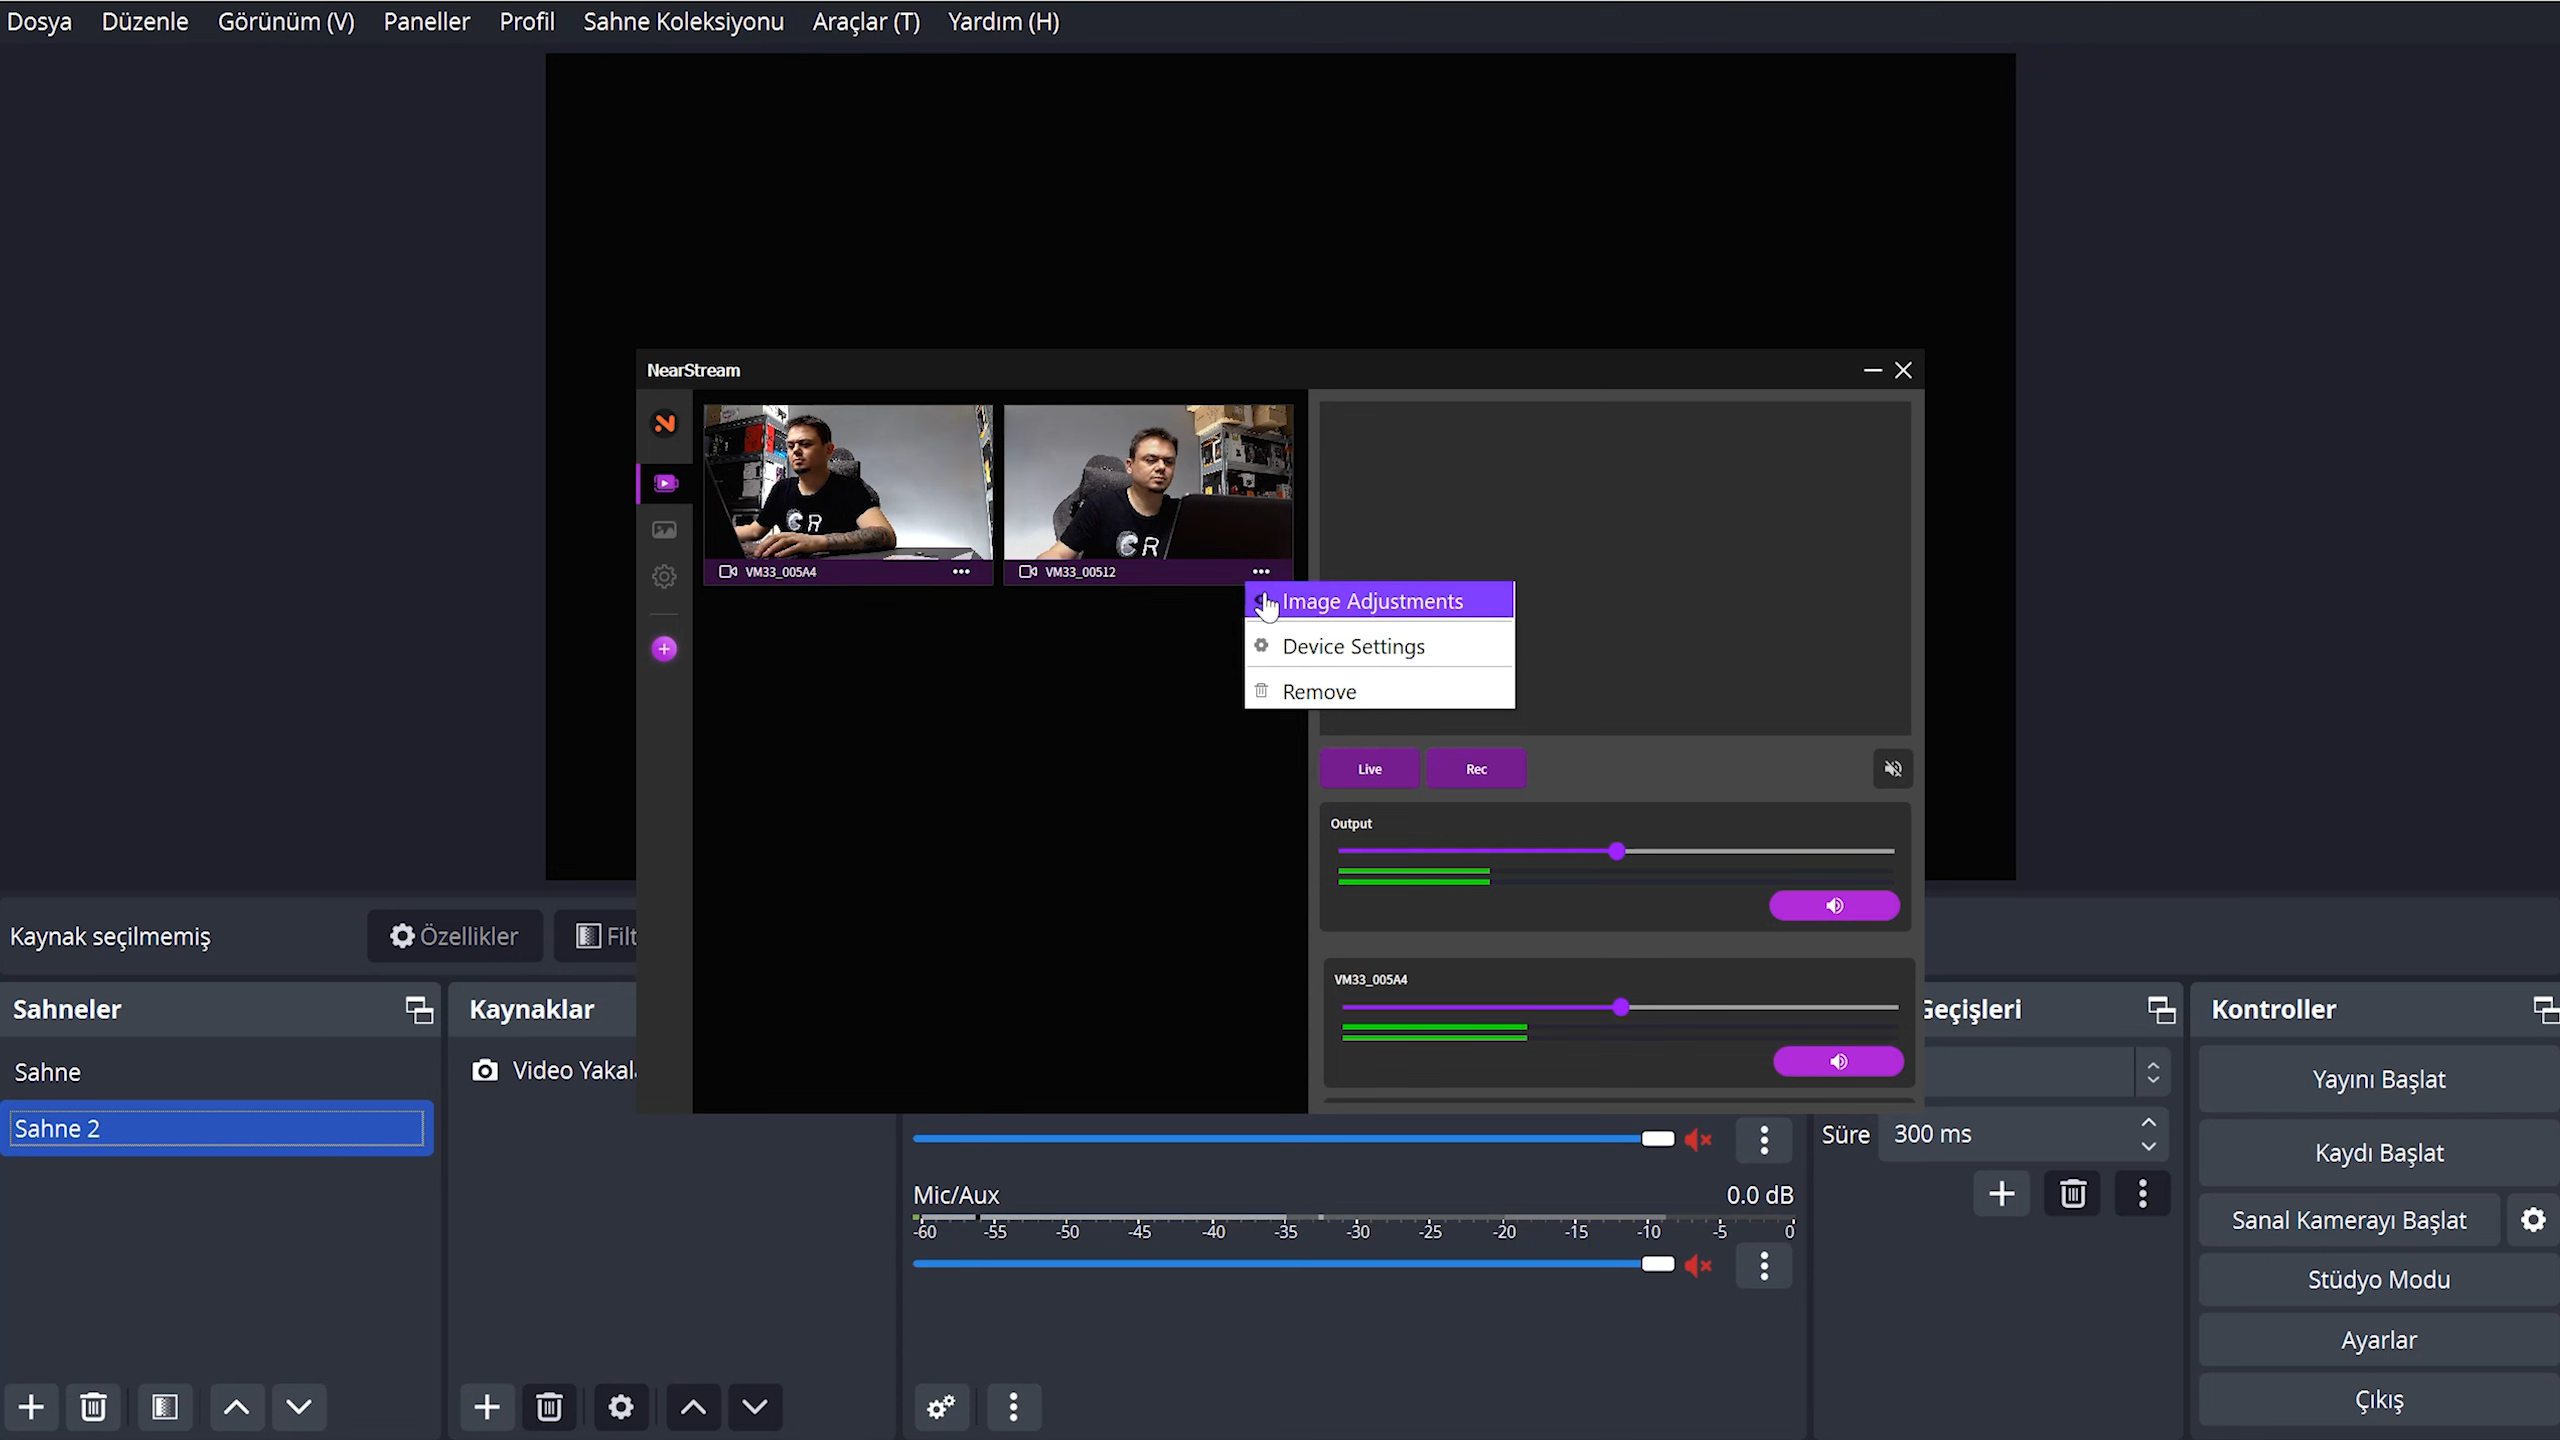 Dosya Düzenle Görünüm (V) Paneller Profil Sahne Koleksiyonu Araçlar (T) Yardım (H)
NearStream
CR
CR
VM33_005A4
VM33_00512
Image Adjustments
Device Settings
Remove
Live
Rec
Output
VM33_005A4
Kaynak seçilmemiş
Özellikler
Filt
Sahneler
Sahne
Sahne 2
Kaynaklar
Video Yakal
Mic/Aux
0.0 dB
-60 -55 -50 -45 -40 -35 -30 -25 -20 -15 -10 -5 0
Geçişleri
Süre
300 ms
Kontroller
Yayını Başlat
Kaydı Başlat
Sanal Kamerayı Başlat
Stüdyo Modu
Ayarlar
Çıkış